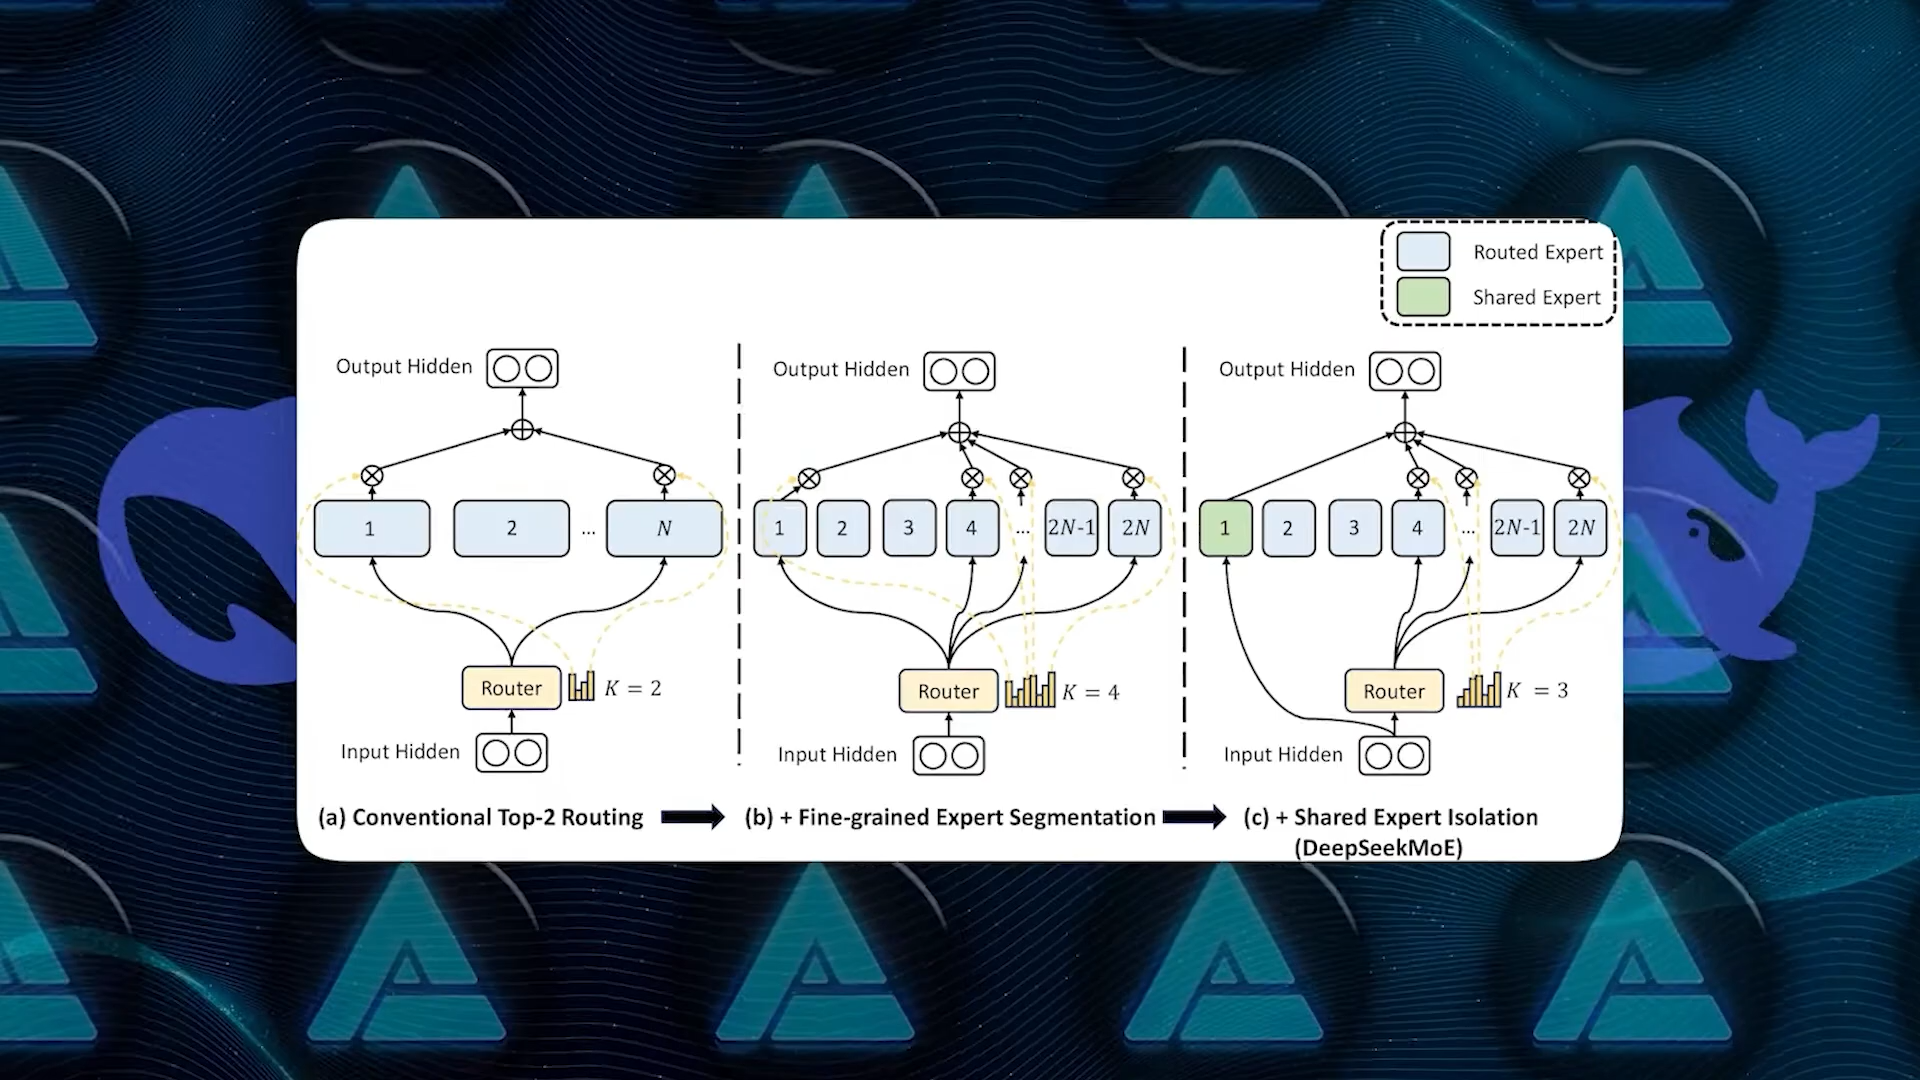 Routed Expert
Shared Expert
Output Hidden
1
2
...
N
Router
K = 2
Input Hidden
(a) Conventional Top-2 Routing
Output Hidden
1
2
3
4
...
2N-1
2N
Router
K = 4
Input Hidden
(b) + Fine-grained Expert Segmentation
Output Hidden
1
2
3
4
...
2N-1
2N
Router
K = 3
Input Hidden
(c) + Shared Expert Isolation
(DeepSeekMoE)